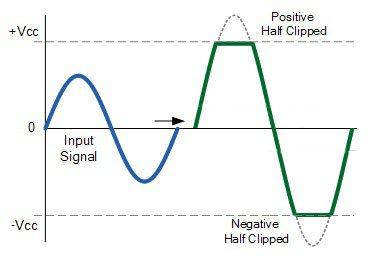 +Vcc
Positive
Half Clipped
0
Input
Signal
-Vcc
Negative
Half Clipped